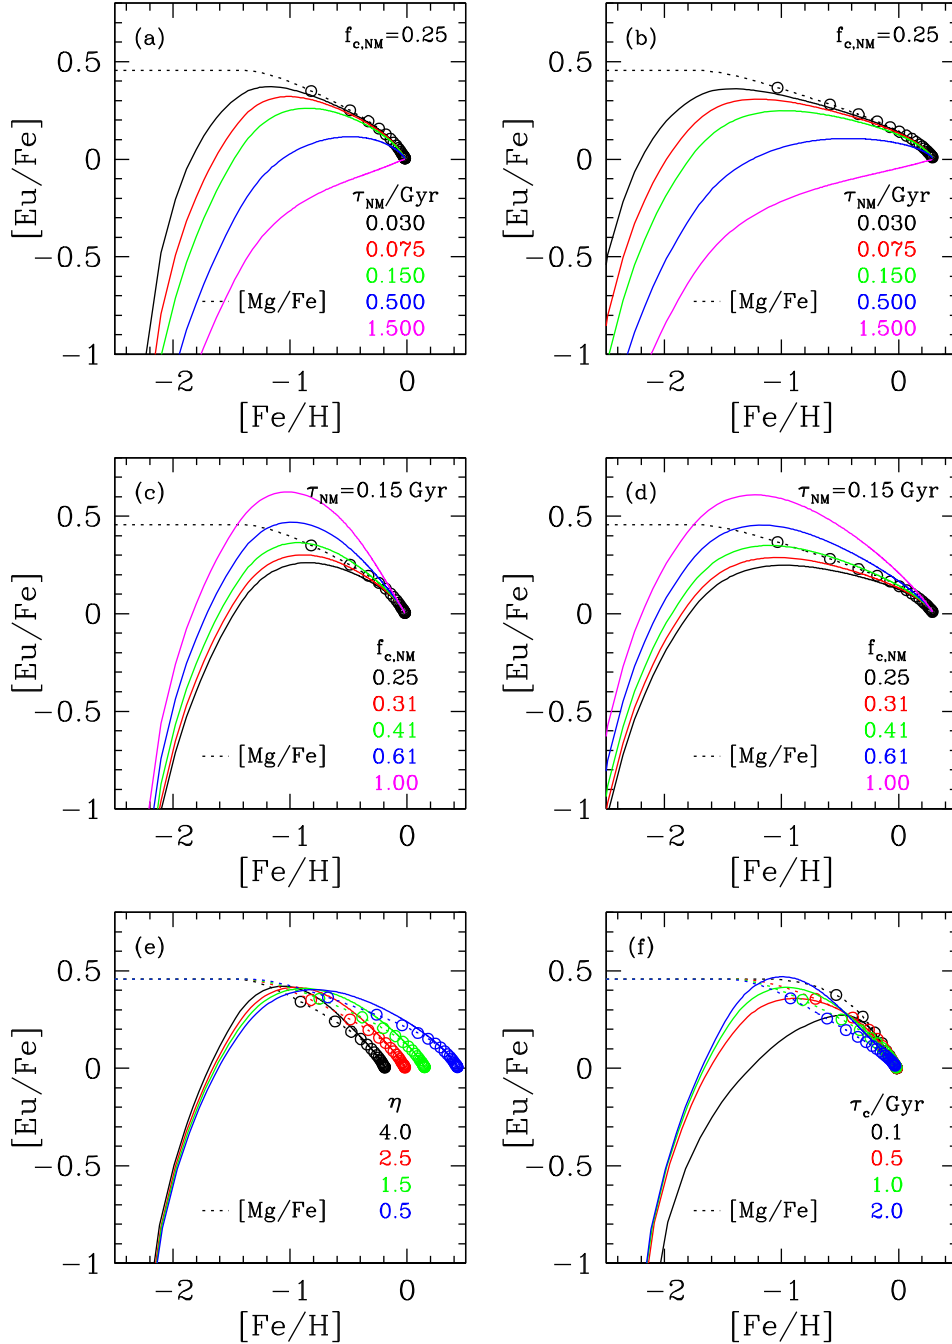 (a)
f_c,NM=0.25
0.5
0
−0.5
−1
[Eu/Fe]
τ_NM/Gyr
0.030
0.075
0.150
0.500
1.500
[Mg/Fe]
−2
−1
0
[Fe/H]
(b)
f_c,NM=0.25
0.5
0
−0.5
−1
[Eu/Fe]
τ_NM/Gyr
0.030
0.075
0.150
0.500
1.500
[Mg/Fe]
−2
−1
0
[Fe/H]
(c)
τ_NM=0.15 Gyr
0.5
0
−0.5
−1
[Eu/Fe]
f_c,NM
0.25
0.31
0.41
0.61
1.00
[Mg/Fe]
−2
−1
0
[Fe/H]
(d)
τ_NM=0.15 Gyr
0.5
0
−0.5
−1
[Eu/Fe]
f_c,NM
0.25
0.31
0.41
0.61
1.00
[Mg/Fe]
−2
−1
0
[Fe/H]
(e)
0.5
0
−0.5
−1
[Eu/Fe]
η
4.0
2.5
1.5
0.5
[Mg/Fe]
−2
−1
0
[Fe/H]
(f)
0.5
0
−0.5
−1
[Eu/Fe]
τ_c/Gyr
0.1
0.5
1.0
2.0
[Mg/Fe]
−2
−1
0
[Fe/H]